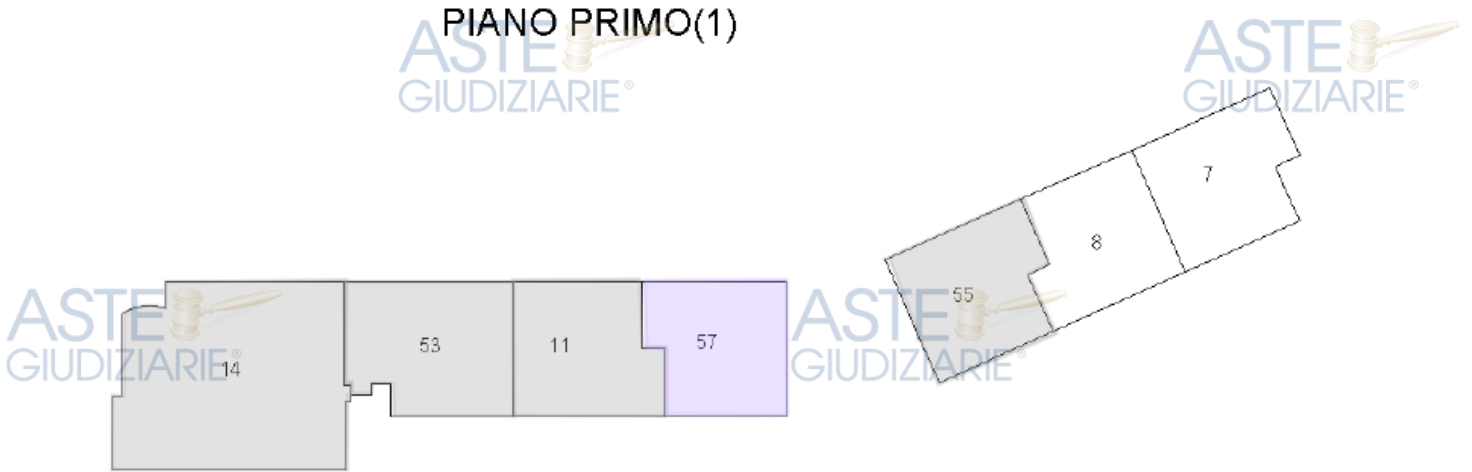 PIANO PRIMO(1)
ASTE
GIUDIZIARIE®
ASTE
GIUDIZIARIE®
7
8
55
ASTE
GIUDIZIARIE®
14
53
11
57
ASTE
GIUDIZIARIE®